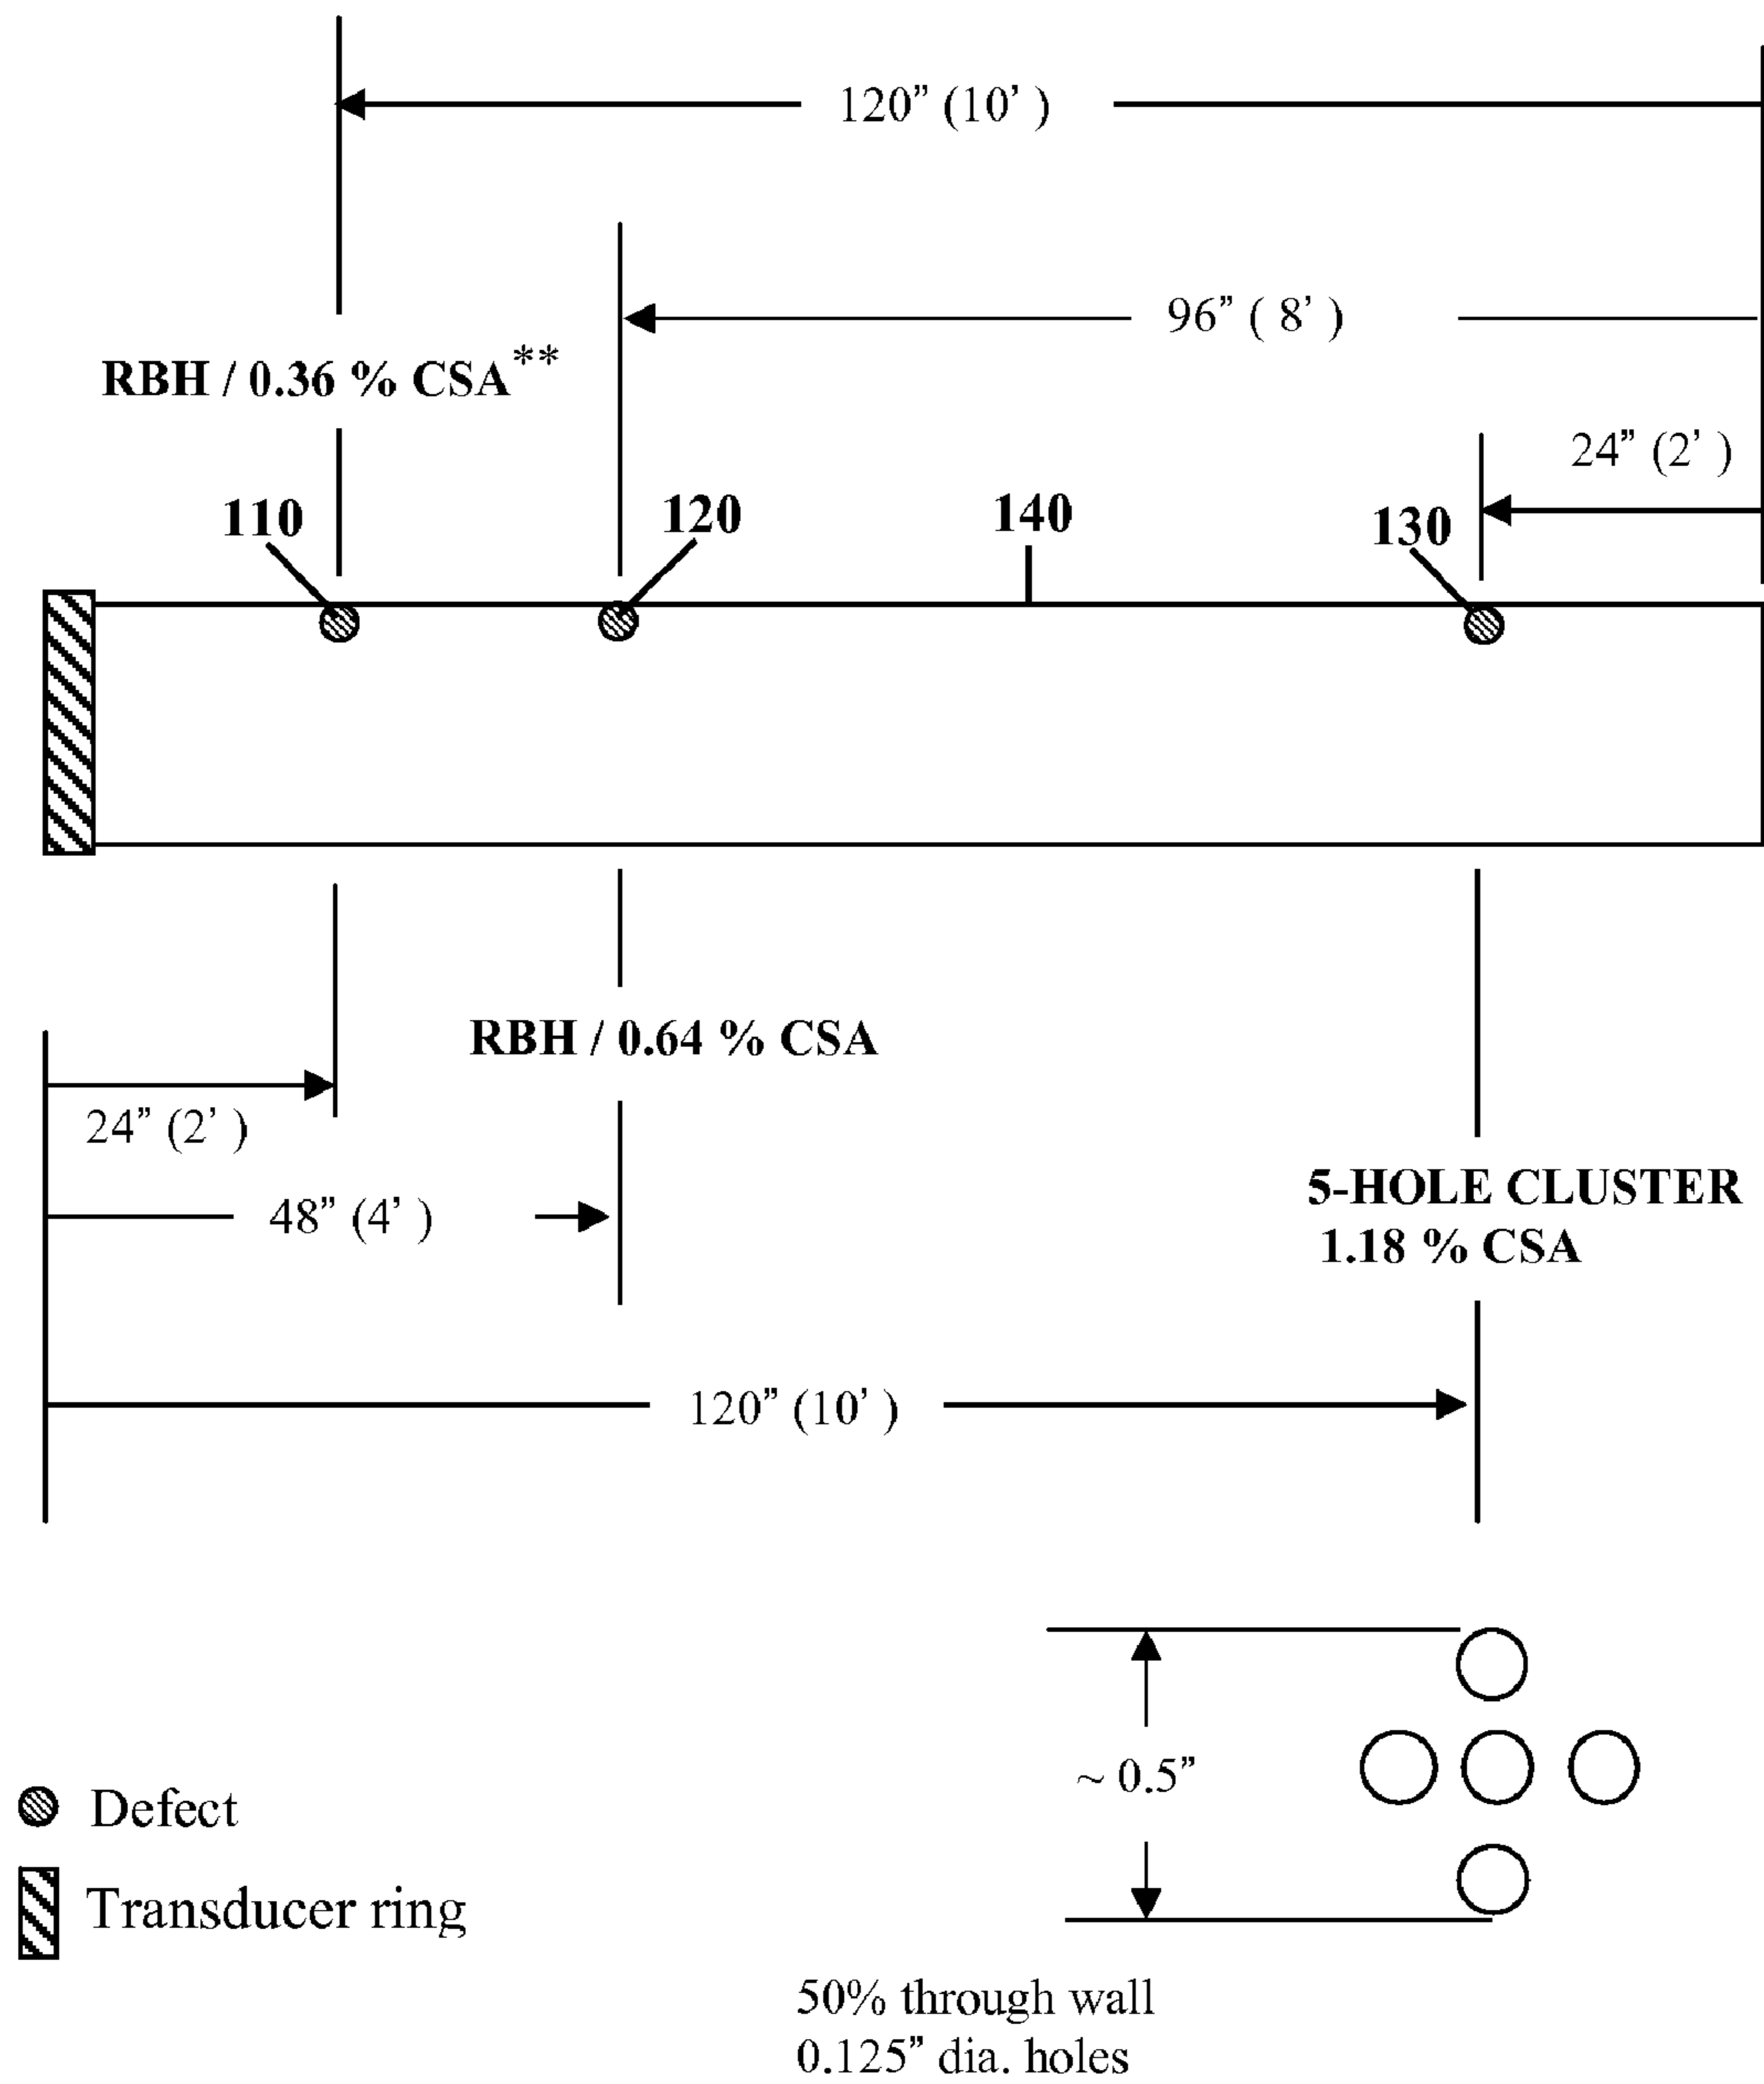 120” (10’ )
96” ( 8’ )
RBH / 0.36 % CSA**
24” (2’ )
110
120
140
130
RBH / 0.64 % CSA
24” (2’ )
48” (4’ )
5-HOLE CLUSTER
1.18 % CSA
120” (10’ )
~ 0.5”
Defect
Transducer ring
50% through wall
0.125” dia. holes